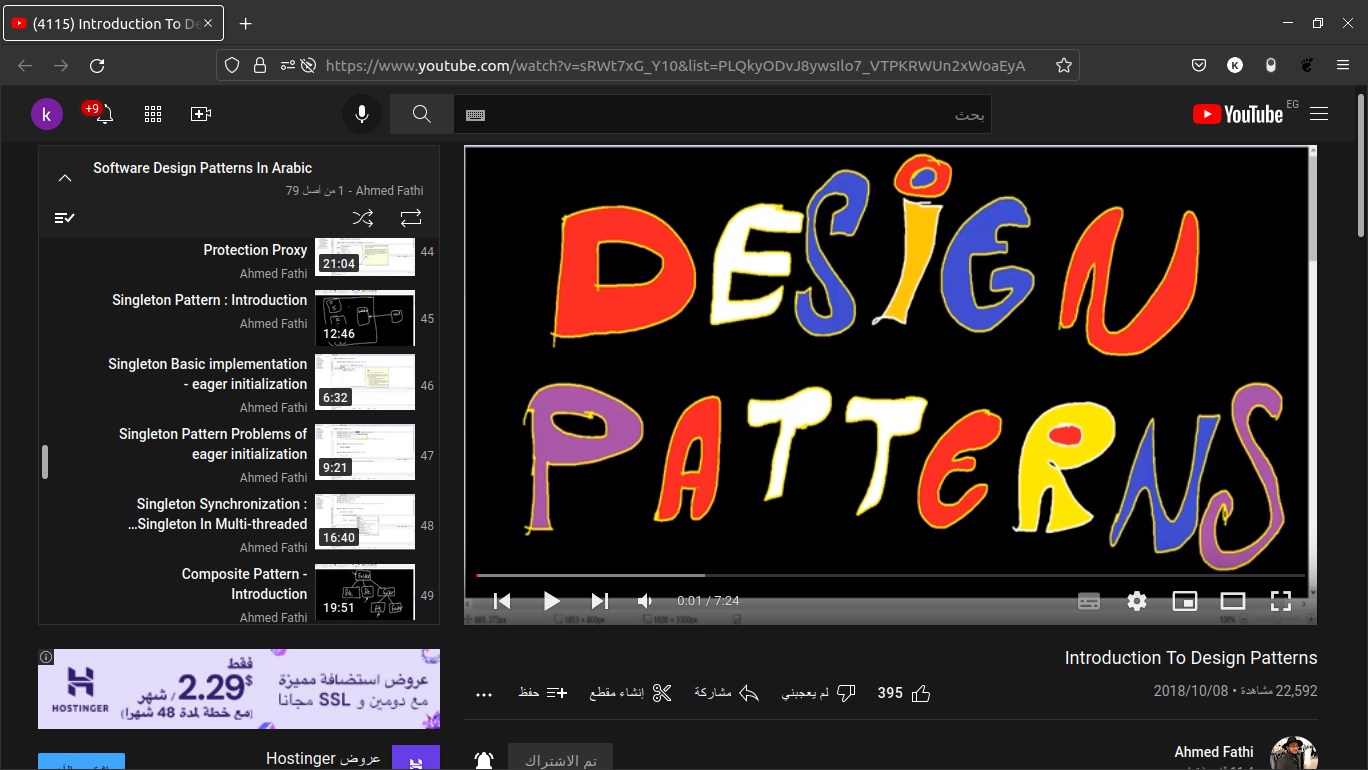 (4115) Introduction To De
https://www.youtube.com/watch?v=sRWt7xG_Y10&list=PLQkyODvJ8ywsIlo7_VTPKRWUn2xWoaEyA
K
k
+9
بحث
YouTube EG
Software Design Patterns In Arabic
Ahmed Fathi - 1 من أصل 79
44
Protection Proxy
Ahmed Fathi
21:04
45
Singleton Pattern : Introduction
Ahmed Fathi
12:46
46
Singleton Basic implementation
- eager initialization
Ahmed Fathi
6:32
47
Singleton Pattern Problems of
eager initialization
Ahmed Fathi
9:21
48
Singleton Synchronization :
...Singleton In Multi-threaded
Ahmed Fathi
16:40
49
Composite Pattern -
Introduction
Ahmed Fathi
19:51
DESIGN
PATTERNS
0:01 / 7:24
Introduction To Design Patterns
22,592 مشاهدة • 2018/10/08
395
لم يعجبني
مشاركة
إنشاء مقطع
حفظ
Ahmed Fathi
تم الاشتراك
عروض استضافة مميزة
مع دومين و SSL مجانا
فقط
2.29$ / شهر
(مع خطة لمدة 48 شهرا)
HOSTINGER
عروض Hostinger